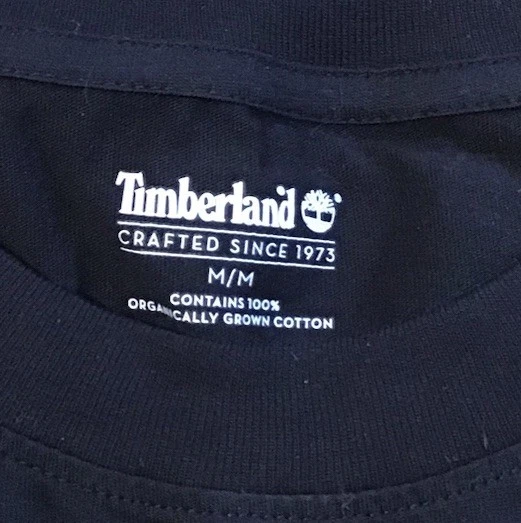 Timberland
CRAFTED SINCE 1973
M/M
CONTAINS 100%
ORGANICALLY GROWN COTTON